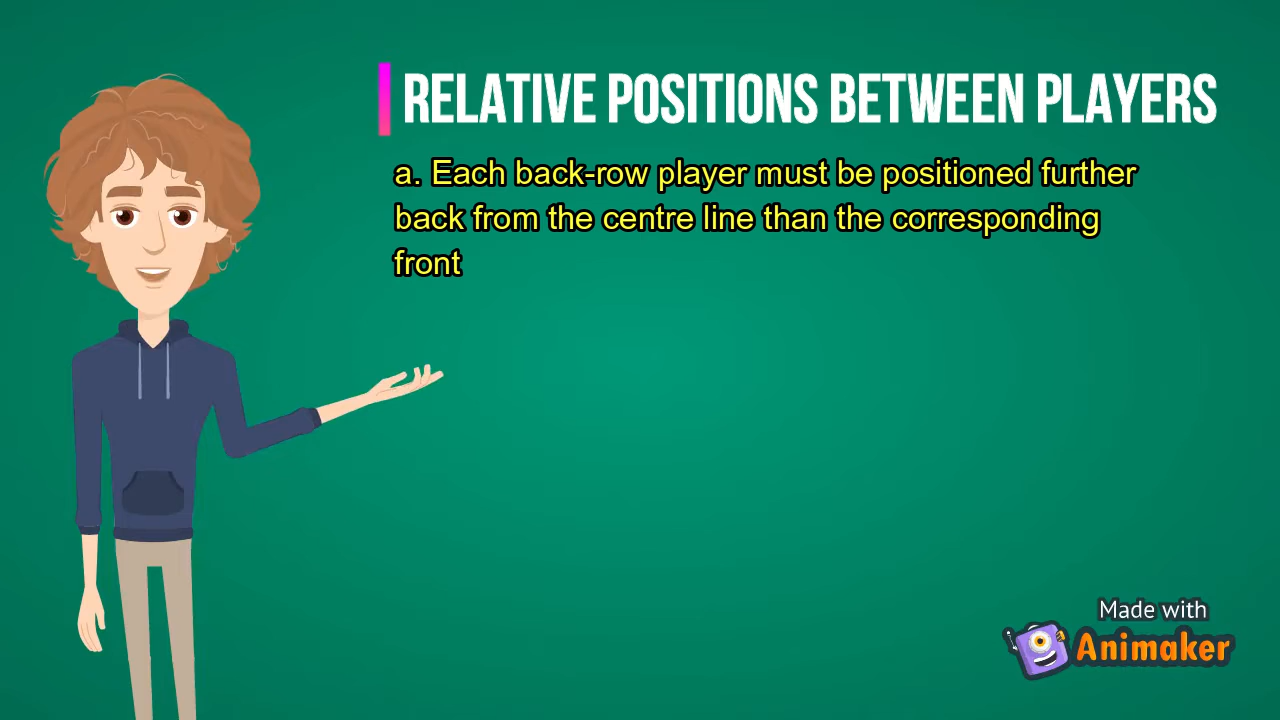 RELATIVE POSITIONS BETWEEN PLAYERS
a. Each back-row player must be positioned further
back from the centre line than the corresponding
front
Made with
Animaker